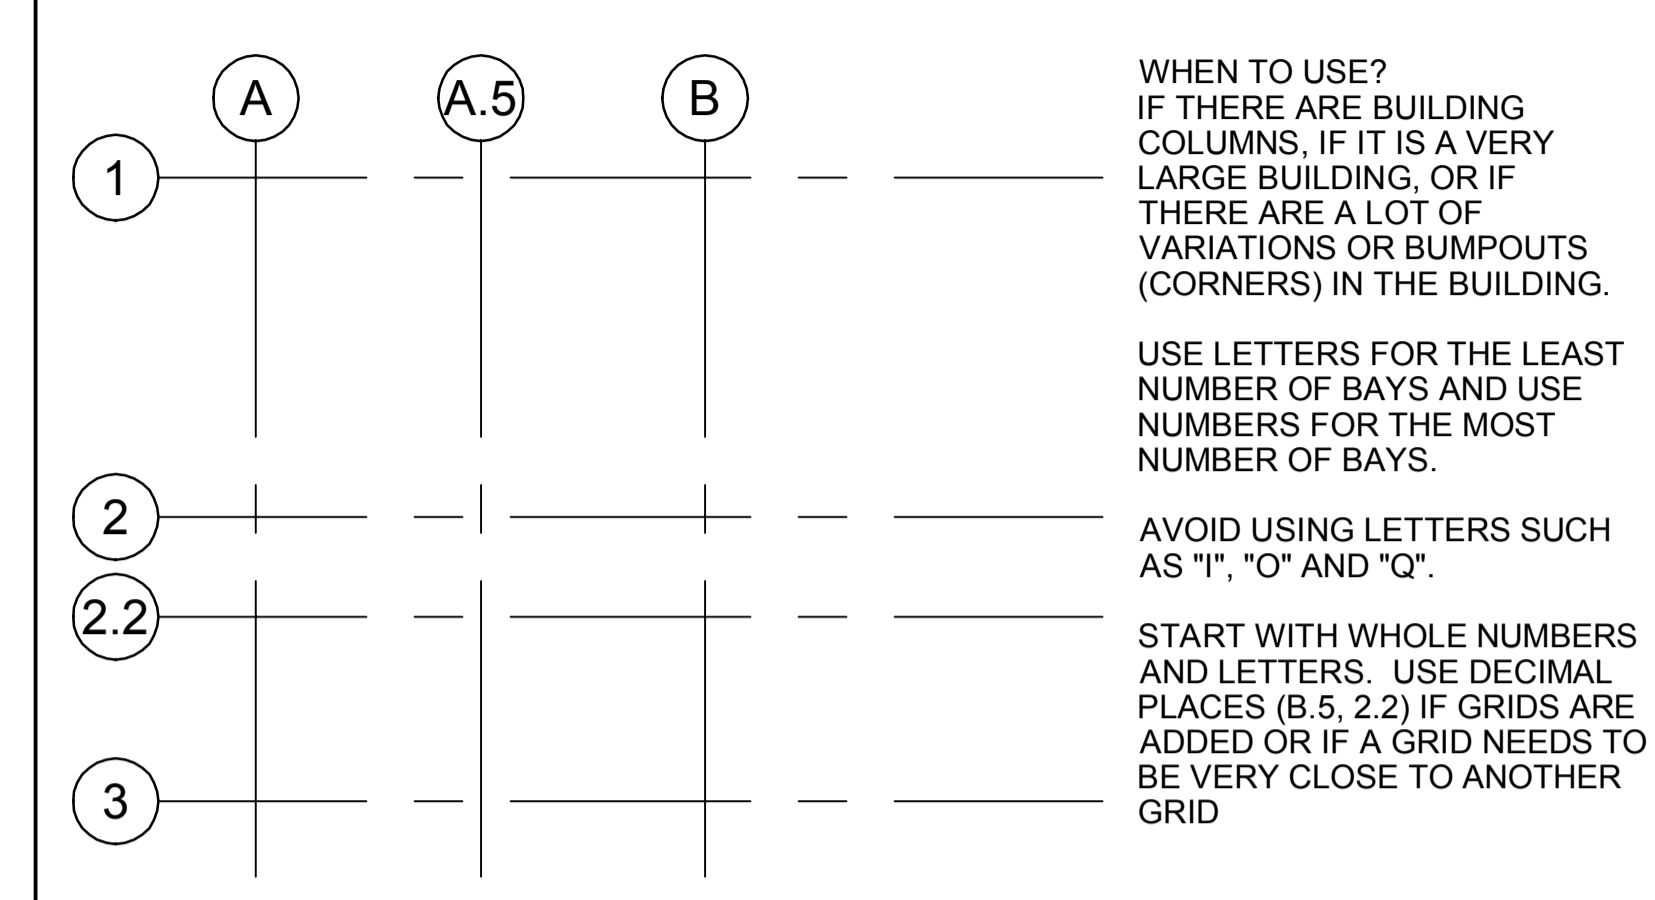 A
A.5
B
1
2
2.2
3
WHEN TO USE?
IF THERE ARE BUILDING
COLUMNS, IF IT IS A VERY
LARGE BUILDING, OR IF
THERE ARE A LOT OF
VARIATIONS OR BUMPOUTS
(CORNERS) IN THE BUILDING.
USE LETTERS FOR THE LEAST
NUMBER OF BAYS AND USE
NUMBERS FOR THE MOST
NUMBER OF BAYS.
AVOID USING LETTERS SUCH
AS "I", "O" AND "Q".
START WITH WHOLE NUMBERS
AND LETTERS.  USE DECIMAL
PLACES (B.5, 2.2) IF GRIDS ARE
ADDED OR IF A GRID NEEDS TO
BE VERY CLOSE TO ANOTHER
GRID